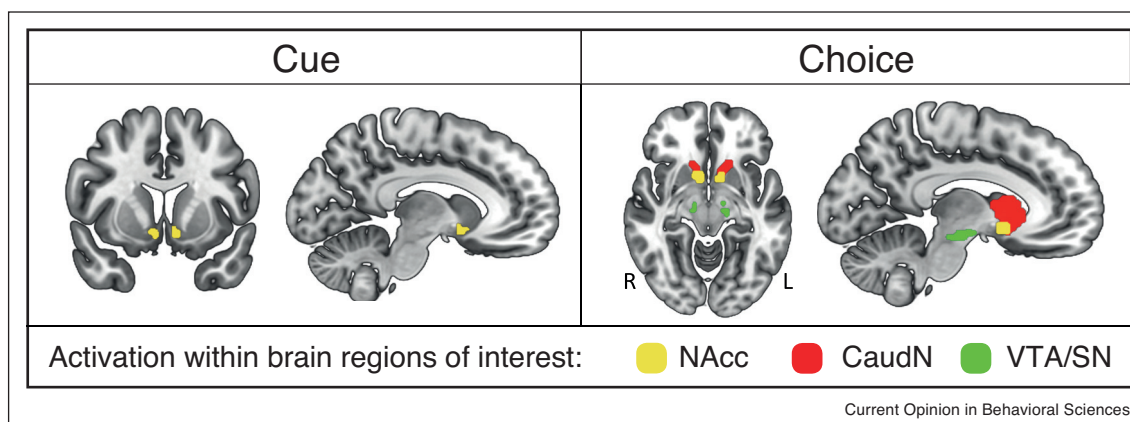 Cue
Choice
R
L
Activation within brain regions of interest:
NAcc
CaudN
VTA/SN
Current Opinion in Behavioral Sciences